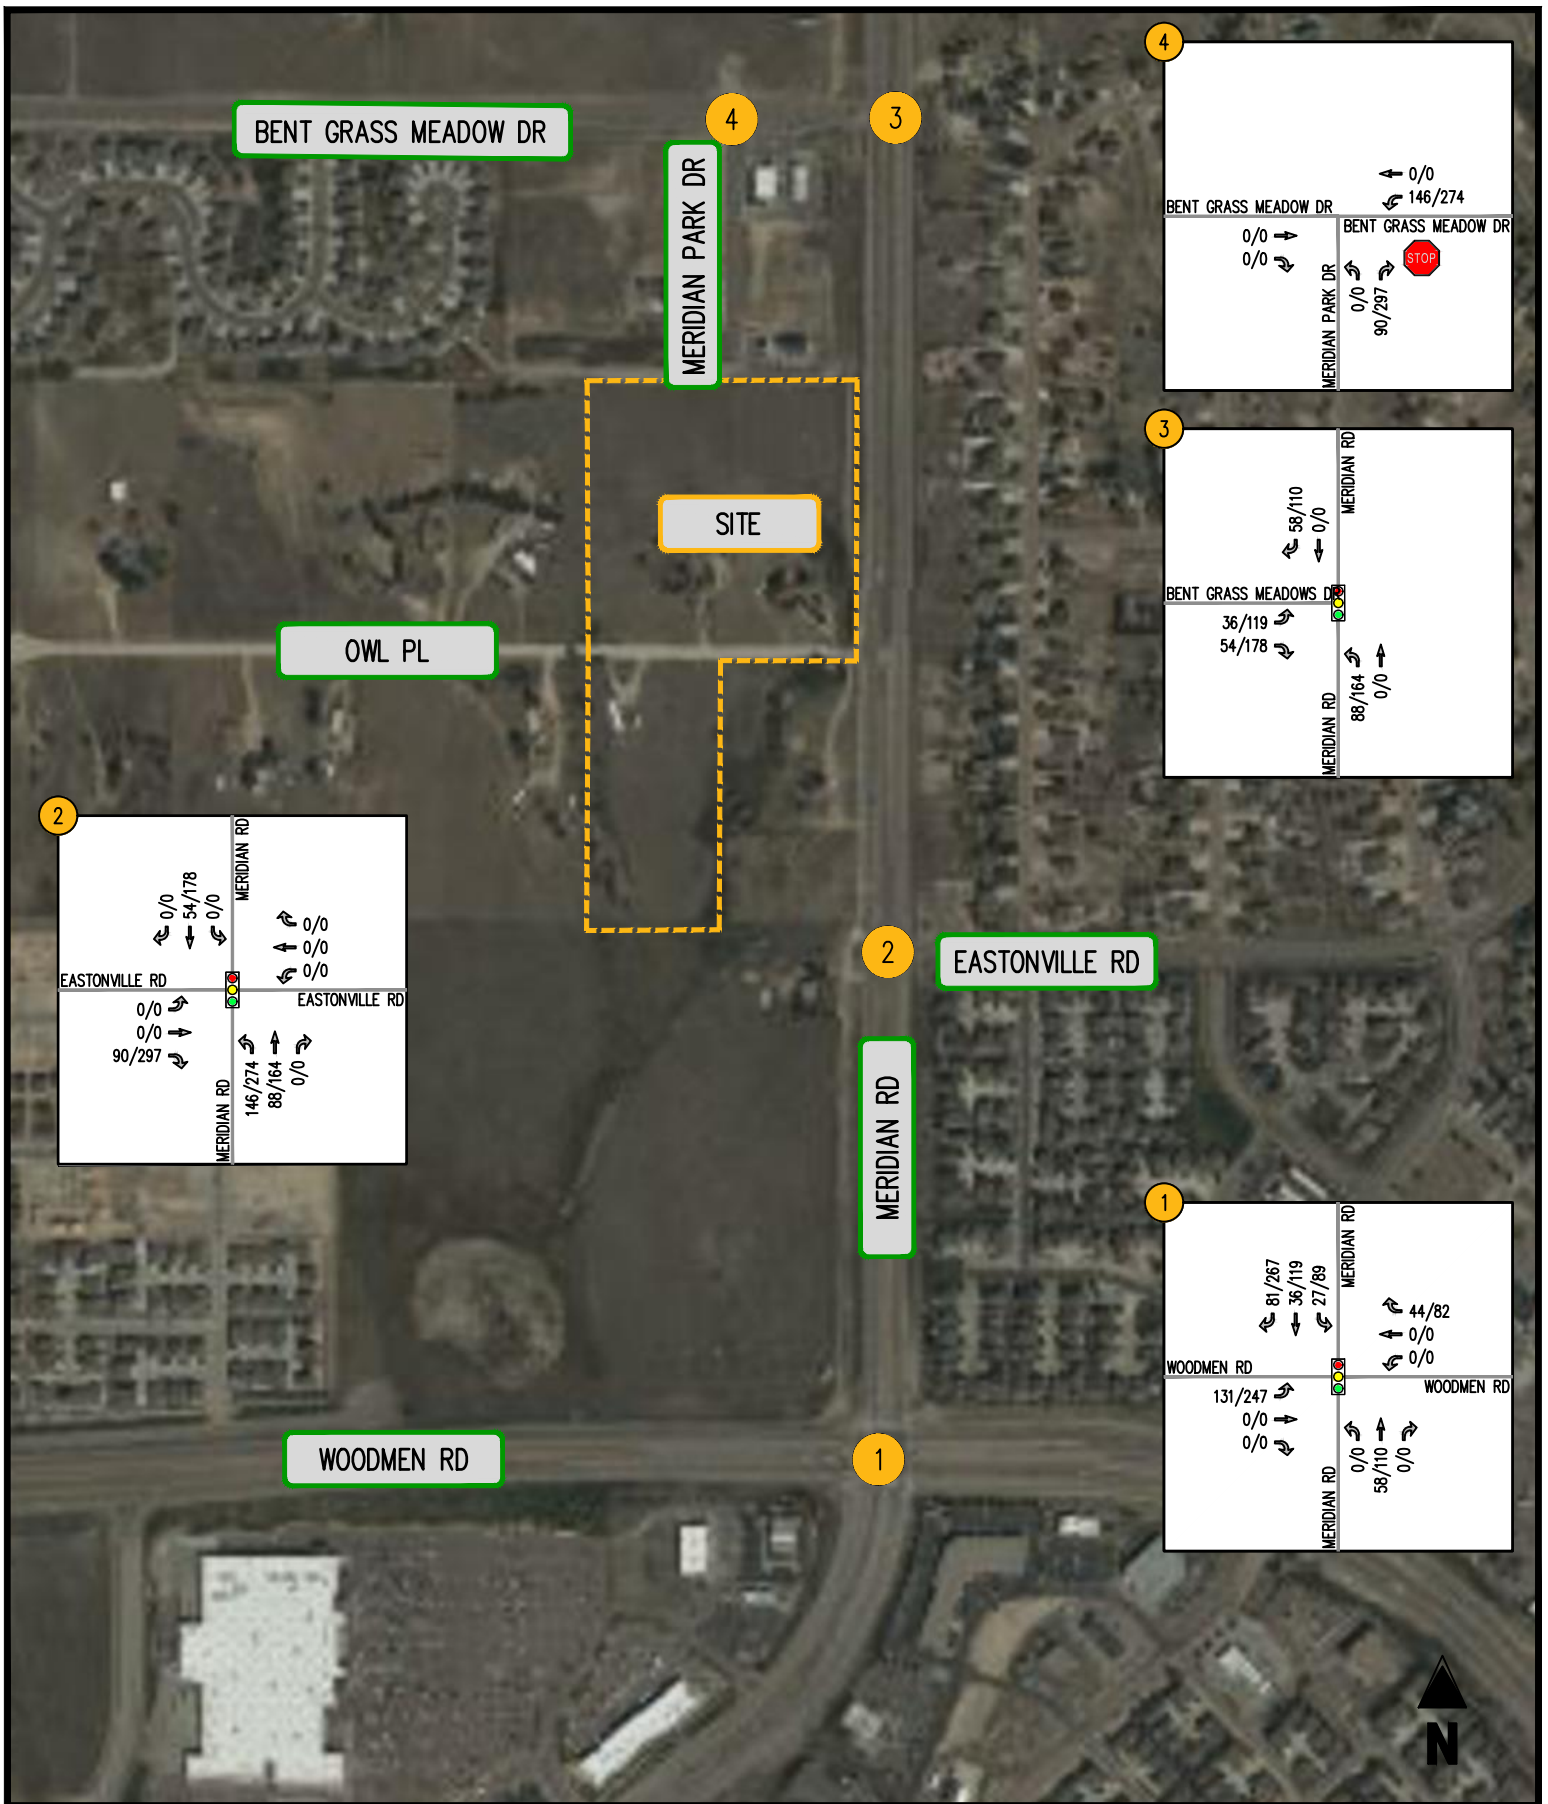 4
BENT GRASS MEADOW DR
4
3
MERIDIAN PARK DR
0/0
146/274
BENT GRASS MEADOW DR
BENT GRASS MEADOW DR
0/0
0/0
STOP
MERIDIAN PARK DR
0/0
90/297
3
MERIDIAN RD
58/110
0/0
BENT GRASS MEADOWS DR
36/119
54/178
MERIDIAN RD
88/164
0/0
SITE
OWL PL
2
MERIDIAN RD
0/0
54/178
0/0
0/0
0/0
0/0
EASTONVILLE RD
EASTONVILLE RD
0/0
0/0
90/297
MERIDIAN RD
146/274
88/164
0/0
2
EASTONVILLE RD
MERIDIAN RD
1
MERIDIAN RD
81/267
36/119
27/89
44/82
0/0
0/0
WOODMEN RD
WOODMEN RD
131/247
0/0
0/0
MERIDIAN RD
0/0
58/110
0/0
WOODMEN RD
1
N